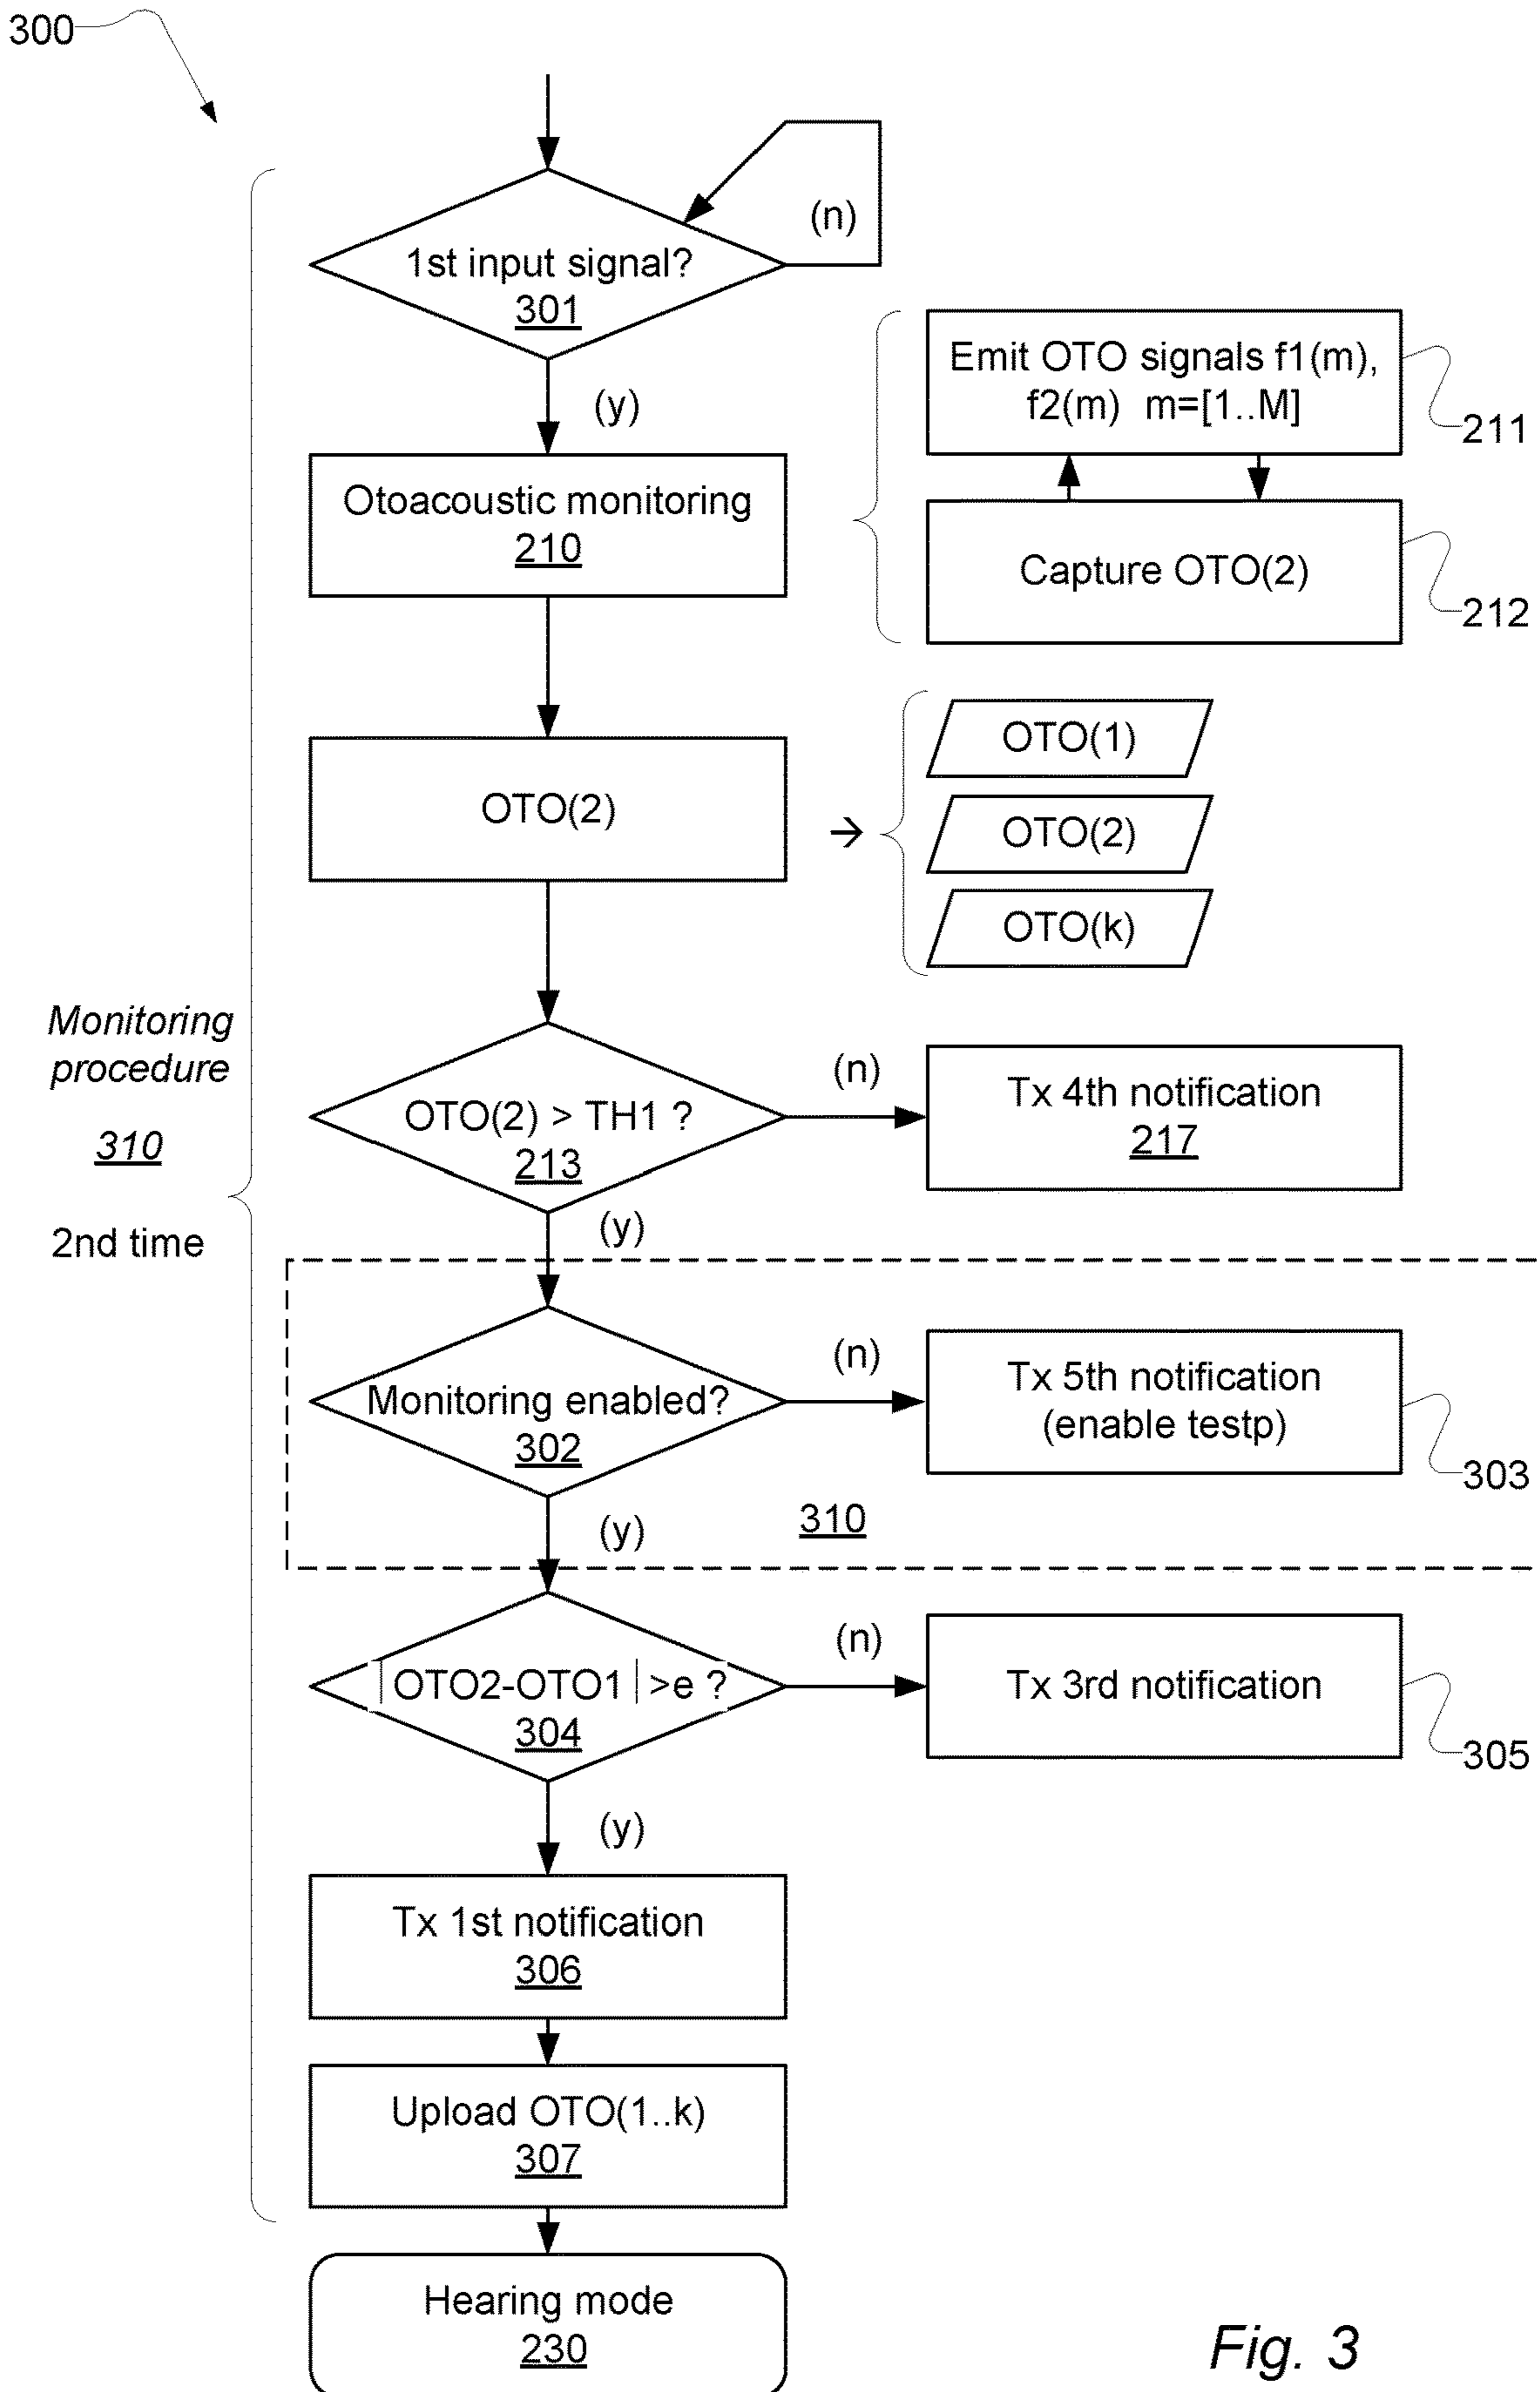 300
1st input signal?
301
(n)
(y)
Emit OTO signals f1(m),
f2(m) m=[1..M]
211
Otoacoustic monitoring
210
Capture OTO(2)
212
OTO(2)
→
OTO(1)
OTO(2)
OTO(k)
Monitoring
procedure
310
2nd time
OTO(2) > TH1 ?
213
(n)
Tx 4th notification
217
(y)
Monitoring enabled?
302
(n)
Tx 5th notification
(enable testp)
303
(y)
310
|OTO2-OTO1|>e ?
304
(n)
Tx 3rd notification
305
(y)
Tx 1st notification
306
Upload OTO(1..k)
307
Hearing mode
230
Fig. 3